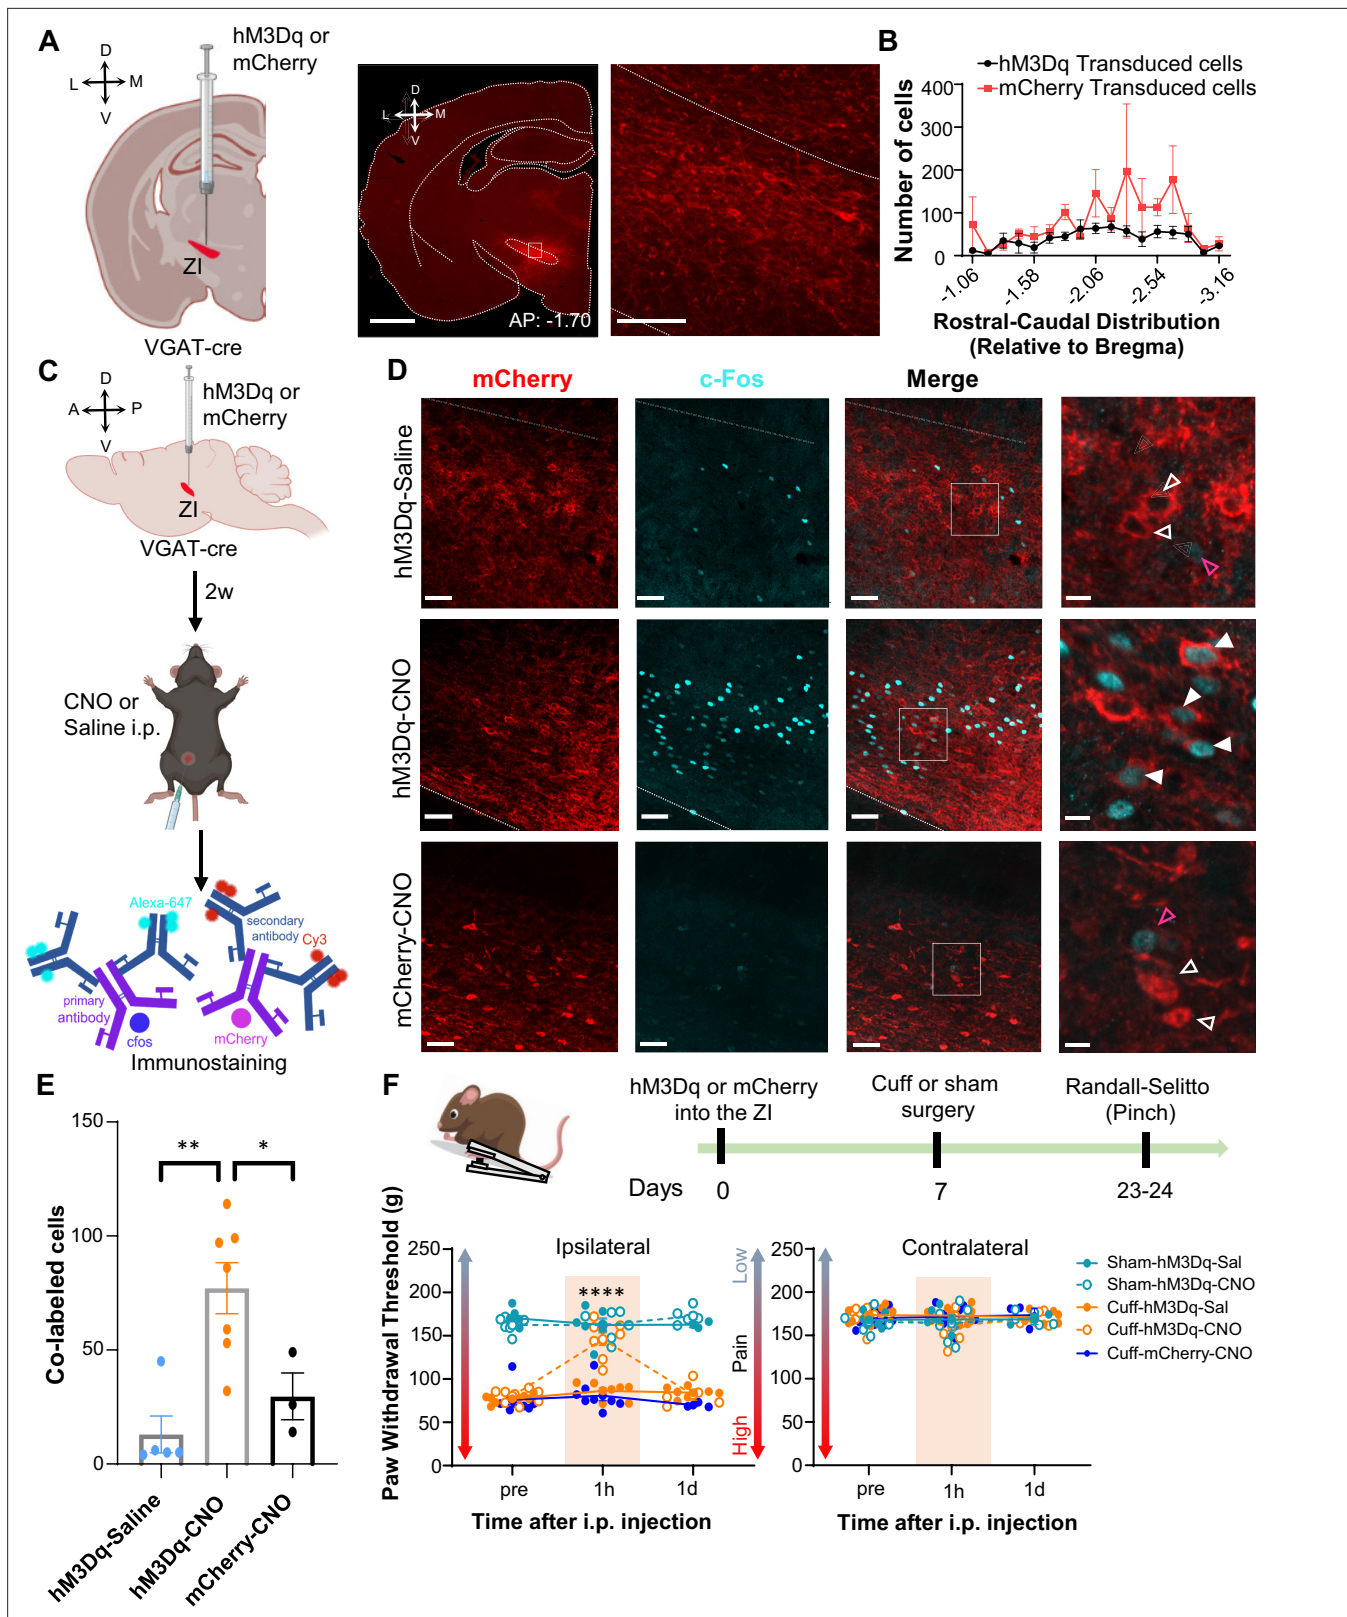 A
D
L
M
V
hM3Dq or
mCherry
ZI
VGAT-cre
D
L
M
V
AP: -1.70
B
hM3Dq Transduced cells
mCherry Transduced cells
Number of cells
400
300
200
100
0
-1.06
-1.58
-2.06
-2.54
-3.16
Rostral-Caudal Distribution
(Relative to Bregma)
C
D
A
P
V
hM3Dq or
mCherry
ZI
VGAT-cre
2w
CNO or
Saline i.p.
Alexa-647
secondary
antibody
Cy3
primary
antibody
cfos
mCherry
Immunostaining
D
mCherry
c-Fos
Merge
hM3Dq-Saline
hM3Dq-CNO
mCherry-CNO
E
Co-labeled cells
150
100
50
0
**
*
hM3Dq-Saline
hM3Dq-CNO
mCherry-CNO
F
hM3Dq or mCherry
into the ZI
Cuff or sham
surgery
Randall-Selitto
(Pinch)
Days
0
7
23-24
Paw Withdrawal Threshold (g)
Ipsilateral
250
200
150
100
50
0
****
pre
1h
1d
Time after i.p. injection
Low
Pain
High
Contralateral
250
200
150
100
50
0
pre
1h
1d
Time after i.p. injection
Sham-hM3Dq-Sal
Sham-hM3Dq-CNO
Cuff-hM3Dq-Sal
Cuff-hM3Dq-CNO
Cuff-mCherry-CNO